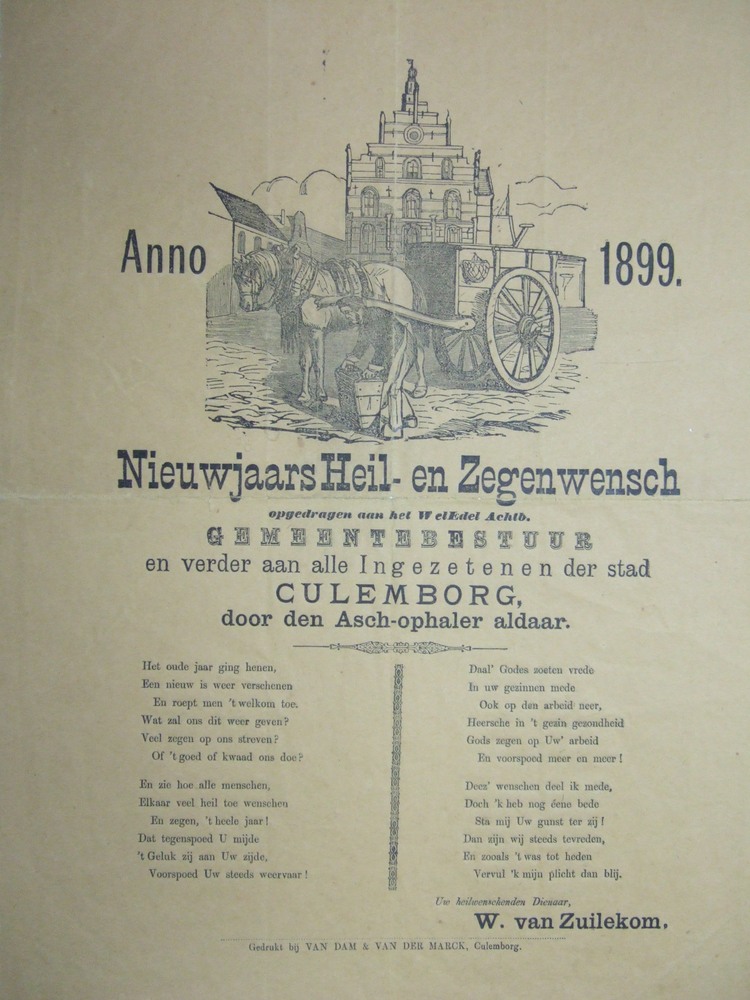 Anno 1899.
Nieuwjaars Heil- en Zegenwensch
opgedragen aan het WelEdel Achtb.
GEMEENTEBESTUUR
en verder aan alle Ingezetenen der stad
CULEMBORG,
door den Asch-ophaler aldaar.
Het oude jaar ging henen,
Een nieuw is weer verschenen
En roept men 't welkom toe.
Wat zal ons dit weer geven?
Veel zegen op ons streven?
Of 't goed of kwaad ons doe?
En zie hoe alle menschen,
Elkaar veel heil toe wenschen
En zegen, 't heele jaar!
Dat tegenspoed U mijde
't Geluk zij aan Uw zijde,
Voorspoed Uw steeds weervaar!
Daal' Godes zoeten vrede
In uw gezinnen mede
Ook op den arbeid neer,
Heersche in 't gezin gezondheid
Gods zegen op Uw' arbeid
En voorspoed meer en meer!
Deez' wenschen deel ik mede,
Doch 'k heb nog ééne bede
Sta mij Uw gunst ter zij!
Dan zijn wij steeds tevreden,
En zooals 't was tot heden
Vervul 'k mijn plicht dan blij.
Uw heilwenschenden Dienaar,
W. van Zuilekom.
Gedrukt bij VAN DAM & VAN DER MARCK, Culemborg.